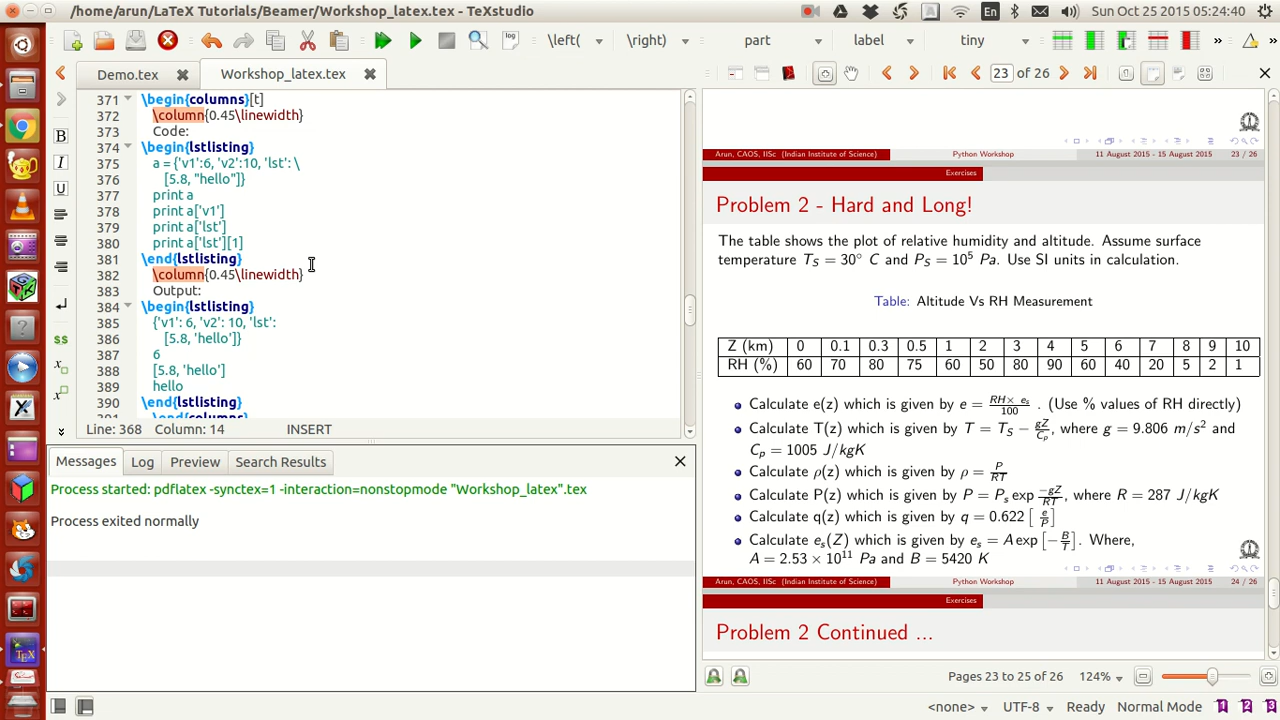 /home/arun/LaTeX Tutorials/Beamer/Workshop_latex.tex - TeXstudio
En
Sun Oct 25 2015 05:24:40
\left(
\right)
part
label
tiny
»
»
Demo.tex
Workshop_latex.tex
23 of 26
371 \begin{columns}[t]
372 \column{0.45\linewidth}
373 Code:
374 \begin{lstlisting}
375 a = {'v1':6, 'v2':10, 'lst': \
376 [5.8, "hello"]}
377 print a
378 print a['v1']
379 print a['lst']
380 print a['lst'][1]
381 \end{lstlisting}
382 \column{0.45\linewidth}
383 Output:
384 \begin{lstlisting}
385 {'v1': 6, 'v2': 10, 'lst':
386 [5.8, 'hello']}
387 6
388 [5.8, 'hello']
389 hello
390 \end{lstlisting}
391 \end{columns}
Line: 368 Column: 14 INSERT
Messages Log Preview Search Results
Process started: pdflatex -synctex=1 -interaction=nonstopmode "Workshop_latex".tex
Process exited normally
Arun, CAOS, IISc (Indian Institute of Science) Python Workshop 11 August 2015 - 15 August 2015 23 / 26
Exercises
Problem 2 - Hard and Long!
The table shows the plot of relative humidity and altitude. Assume surface
temperature T_S = 30° C and P_S = 10^5 Pa. Use SI units in calculation.
Table: Altitude Vs RH Measurement
Z (km) 0 0.1 0.3 0.5 1 2 3 4 5 6 7 8 9 10
RH (%) 60 70 80 75 60 50 80 90 60 40 20 5 2 1
Calculate e(z) which is given by e = RH× e_s / 100 . (Use % values of RH directly)
Calculate T(z) which is given by T = T_S − gZ/C_p, where g = 9.806 m/s² and
C_p = 1005 J/kgK
Calculate ρ(z) which is given by ρ = P/RT
Calculate P(z) which is given by P = P_s exp −gZ/RT, where R = 287 J/kgK
Calculate q(z) which is given by q = 0.622 [e/P]
Calculate e_s(Z) which is given by e_s = A exp [−B/T]. Where,
A = 2.53 × 10^11 Pa and B = 5420 K
Arun, CAOS, IISc (Indian Institute of Science) Python Workshop 11 August 2015 - 15 August 2015 24 / 26
Exercises
Problem 2 Continued ...
Pages 23 to 25 of 26 124%
<none> UTF-8 Ready Normal Mode 1 2 3